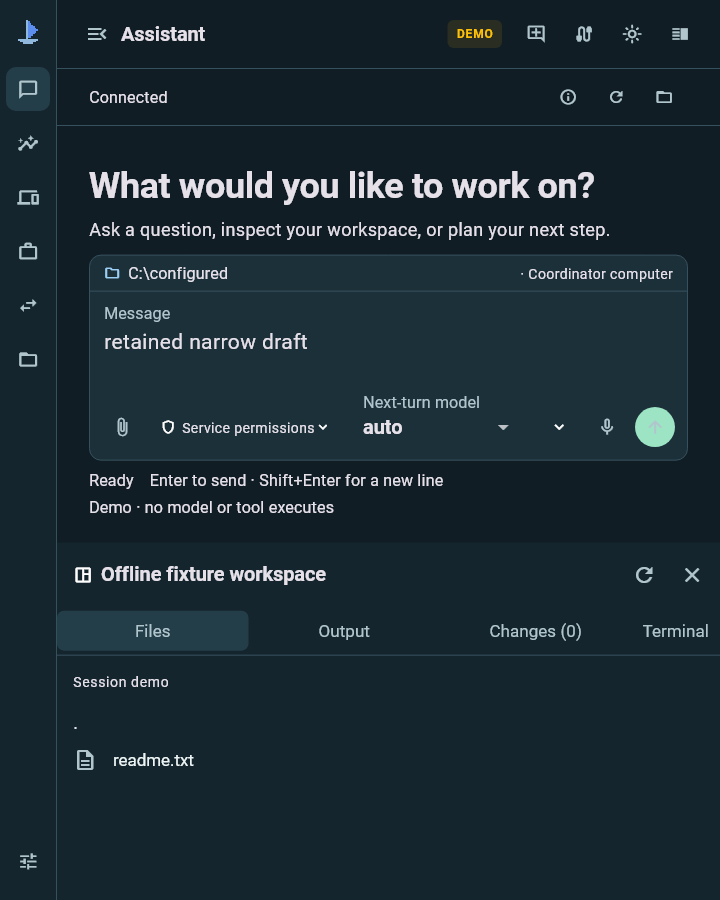 Assistant
DEMO
Connected
What would you like to work on?
Ask a question, inspect your workspace, or plan your next step.
C:\configured · Coordinator computer
Message
retained narrow draft
Next-turn model
Service permissions auto
Ready Enter to send · Shift+Enter for a new line
Demo · no model or tool executes
Offline fixture workspace
Files Output Changes (0) Terminal
Session demo
.
readme.txt